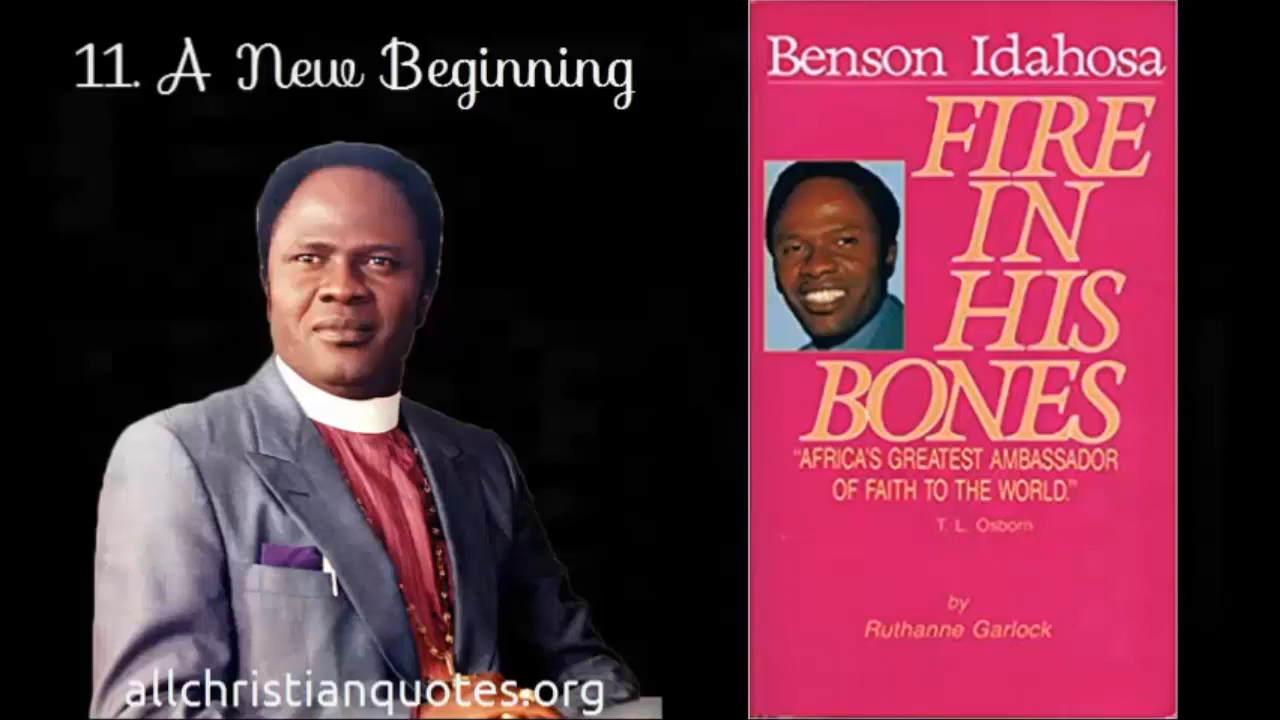 11. A New Beginning
allchristianquotes.org
Benson Idahosa
FIRE
IN
HIS
BONES
"AFRICA'S GREATEST AMBASSADOR
OF FAITH TO THE WORLD."
T. L. Osborn
by
Ruthanne Garlock